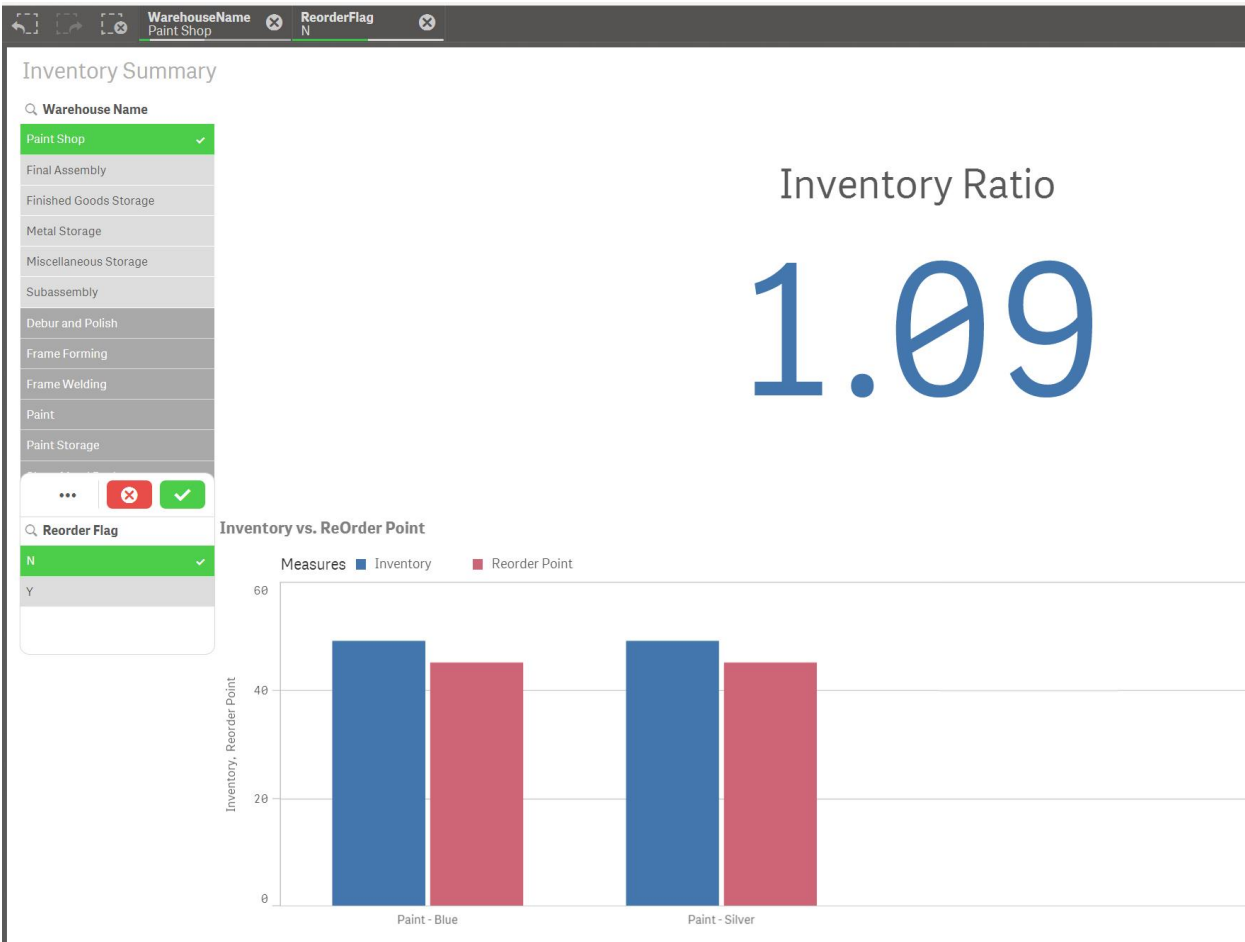 WarehouseName
Paint Shop
ReorderFlag
N
Inventory Summary
Warehouse Name
Paint Shop
Final Assembly
Finished Goods Storage
Metal Storage
Miscellaneous Storage
Subassembly
Debur and Polish
Frame Forming
Frame Welding
Paint
Paint Storage
Reorder Flag
N
Y
Inventory Ratio
1.09
Inventory vs. ReOrder Point
Measures Inventory Reorder Point
Inventory, Reorder Point
60
40
20
0
Paint - Blue Paint - Silver